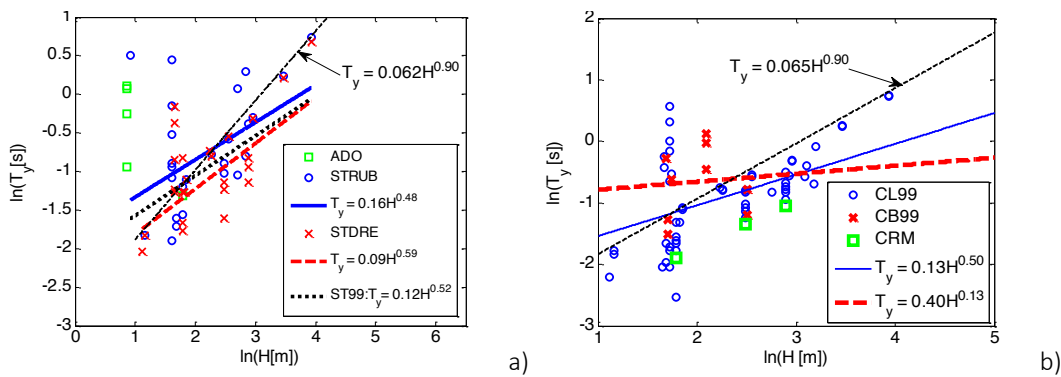 1
0.5
0
-0.5
-1
-1.5
-2
-2.5
-3
0
1
2
3
4
5
ln(T_y [s])
ln(H[m])
T_y = 0.062H^0.90
ADO
STRUB
T_y = 0.16H^0.48
STDRE
T_y = 0.09H^0.59
ST99:T_y = 0.12H^0.52
a)
2
1
0
-1
-2
-3
1
2
3
4
5
ln(T_y [s])
ln(H [m])
T_y = 0.065H^0.90
CL99
CB99
CRM
T_y = 0.13H^0.50
T_y = 0.40H^0.13
b)